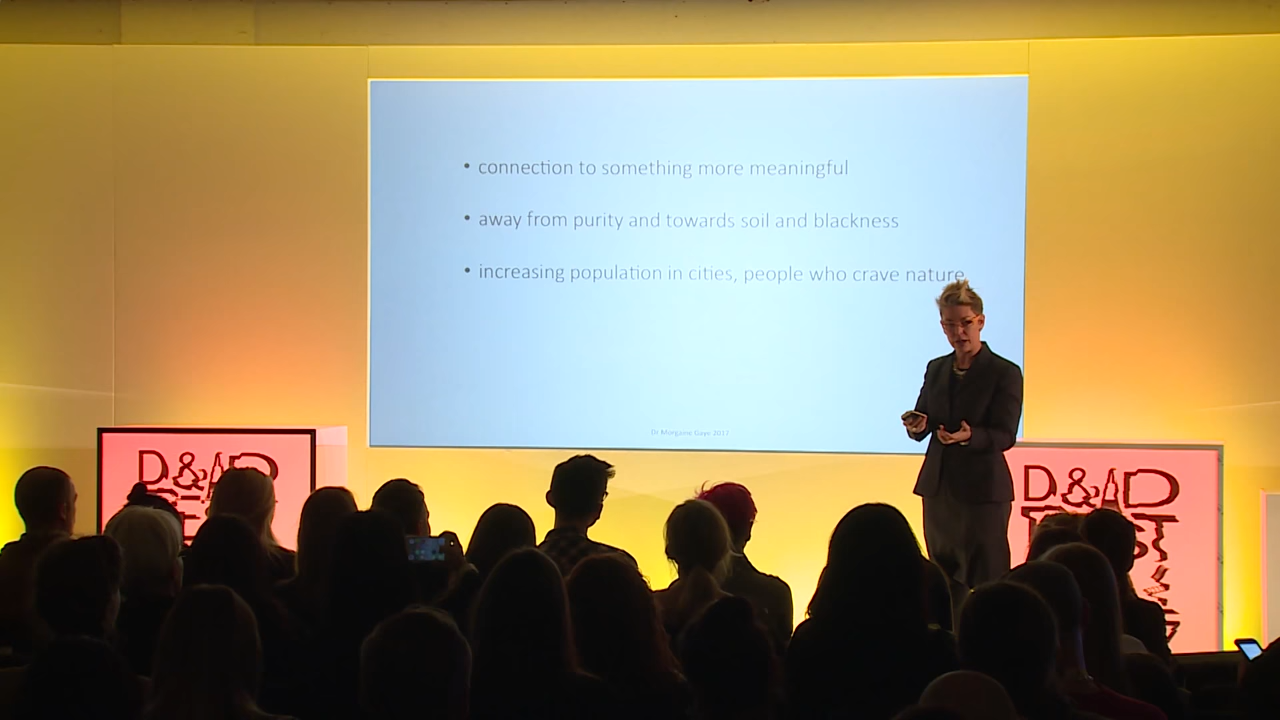 • connection to something more meaningful
• away from purity and towards soil and blackness
• increasing population in cities, people who crave nature
Dr Morgaine Gaye 2017
D&AD
D&AD